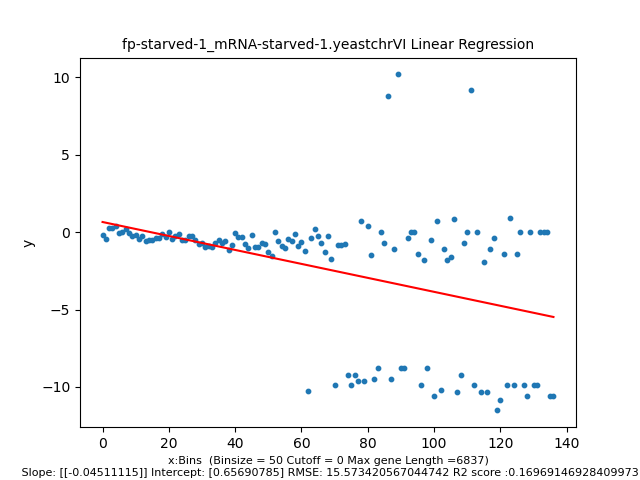 fp-starved-1_mRNA-starved-1.yeastchrVI Linear Regression
10
5
0
−5
−10
y
0 20 40 60 80 100 120 140
x:Bins (Binsize = 50 Cutoff = 0 Max gene Length =6837)
Slope: [[-0.04511115]] Intercept: [0.65690785] RMSE: 15.573420567044742 R2 score :0.16969146928409973